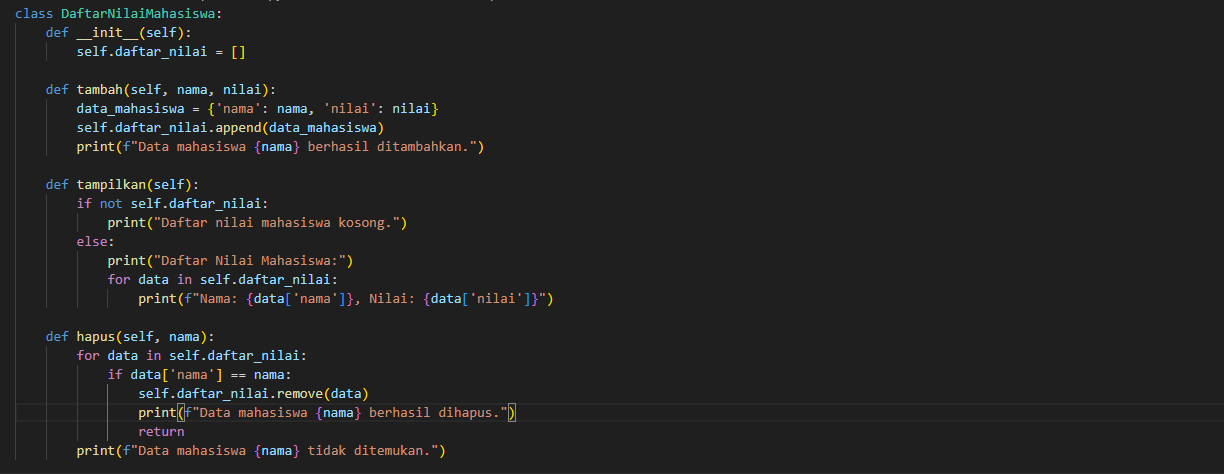 class DaftarNilaiMahasiswa:
    def __init__(self):
        self.daftar_nilai = []

    def tambah(self, nama, nilai):
        data_mahasiswa = {'nama': nama, 'nilai': nilai}
        self.daftar_nilai.append(data_mahasiswa)
        print(f"Data mahasiswa {nama} berhasil ditambahkan.")

    def tampilkan(self):
        if not self.daftar_nilai:
            print("Daftar nilai mahasiswa kosong.")
        else:
            print("Daftar Nilai Mahasiswa:")
            for data in self.daftar_nilai:
                print(f"Nama: {data['nama']}, Nilai: {data['nilai']}")

    def hapus(self, nama):
        for data in self.daftar_nilai:
            if data['nama'] == nama:
                self.daftar_nilai.remove(data)
                print(f"Data mahasiswa {nama} berhasil dihapus.")
                return
        print(f"Data mahasiswa {nama} tidak ditemukan.")